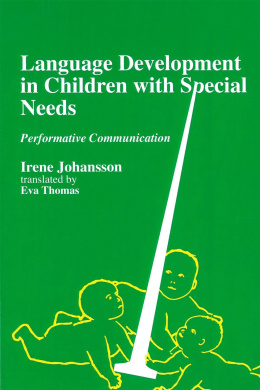 Language Development
in Children with Special
Needs
Performative Communication
Irene Johansson
translated by
Eva Thomas